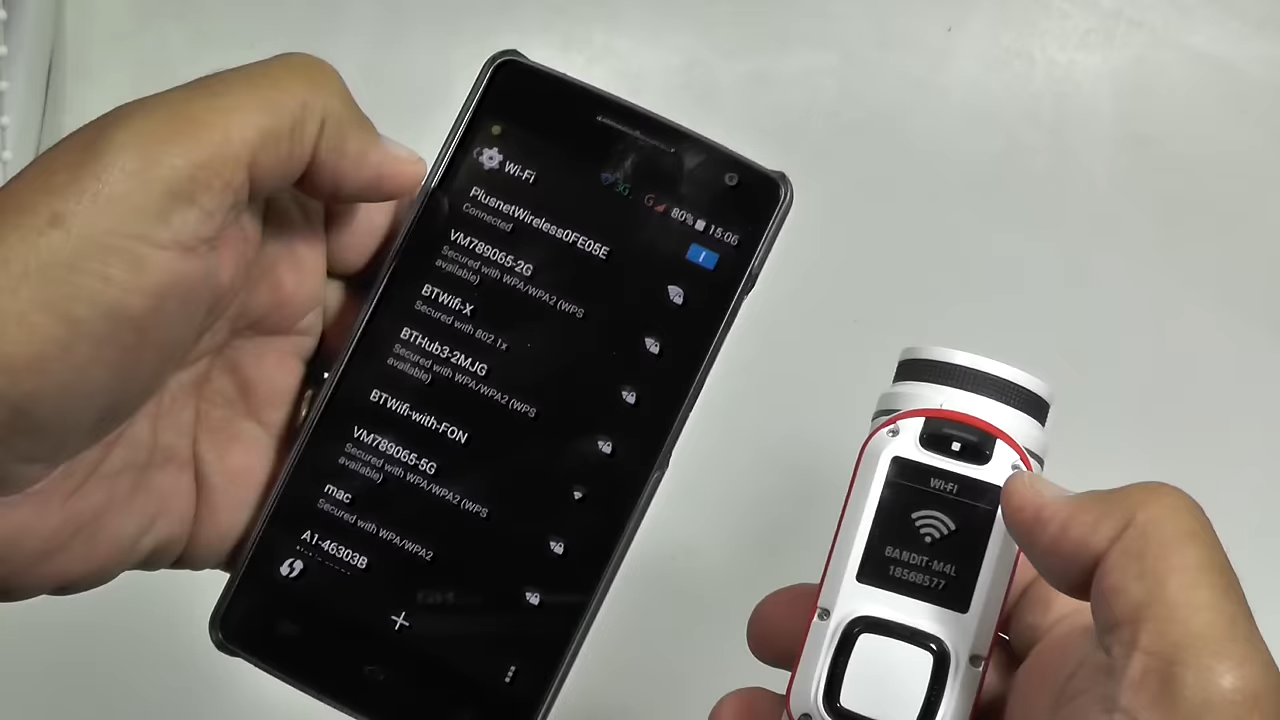 3G
G
80%
15:06
Wi-Fi
PlusnetWireless0FE05E
Connected
VM789065-2G
Secured with WPA/WPA2 (WPS
available)
BTWifi-X
Secured with 802.1x
BTHub3-2MJG
Secured with WPA/WPA2 (WPS
available)
BTWifi-with-FON
VM789065-5G
Secured with WPA/WPA2 (WPS
available)
mac
Secured with WPA/WPA2
A1-46303B
WI-FI
BANDIT-M4L
18568577